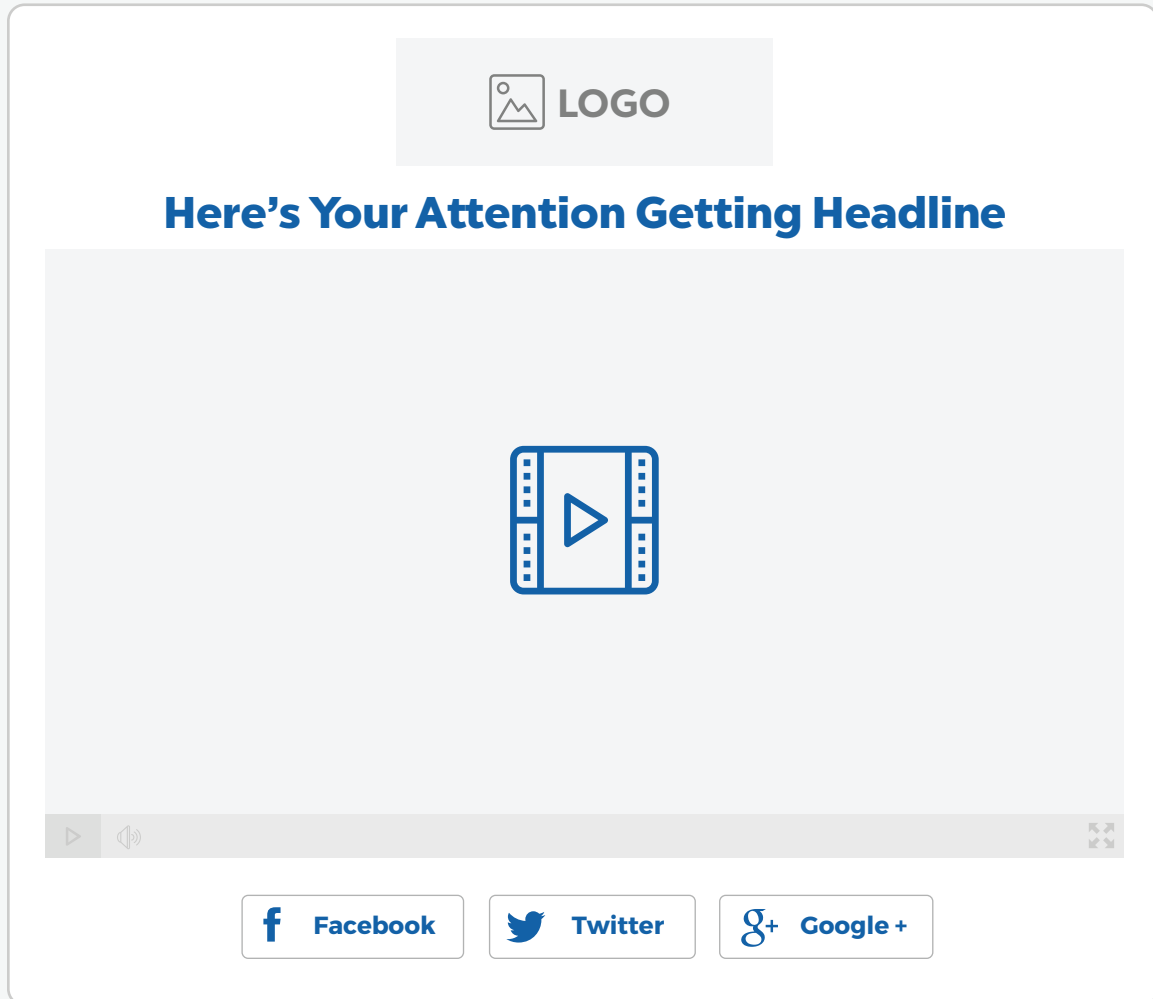 LOGO
Here’s Your Attention Getting Headline
Facebook
Twitter
g+ Google +